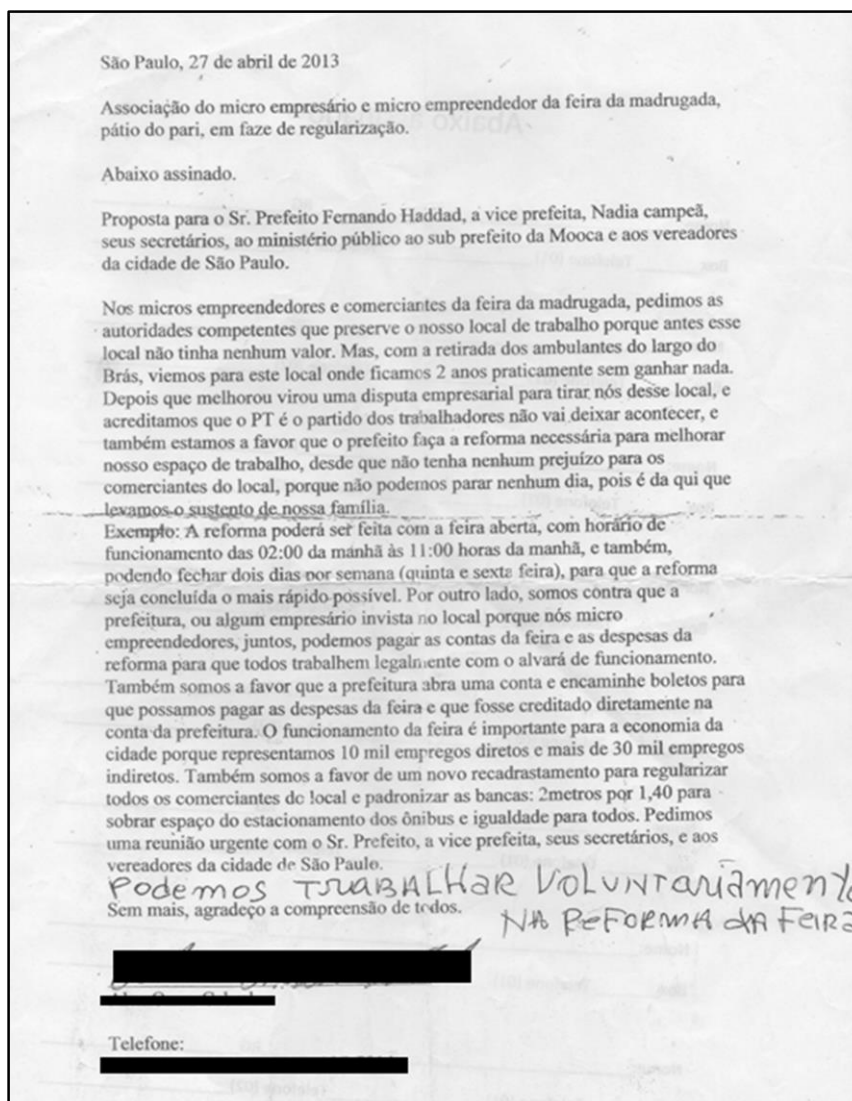 São Paulo, 27 de abril de 2013
Associação do micro empresário e micro empreendedor da feira da madrugada,
pátio do pari, em faze de regularização.
Abaixo assinado.
Proposta para o Sr. Prefeito Fernando Haddad, a vice prefeita, Nadia campeã,
seus secretários, ao ministério público ao sub prefeito da Mooca e aos vereadores
da cidade de São Paulo.
Nos micros empreendedores e comerciantes da feira da madrugada, pedimos as
autoridades competentes que preserve o nosso local de trabalho porque antes esse
local não tinha nenhum valor. Mas, com a retirada dos ambulantes do largo do
Brás, viemos para este local onde ficamos 2 anos praticamente sem ganhar nada.
Depois que melhorou virou uma disputa empresarial para tirar nós desse local, e
acreditamos que o PT é o partido dos trabalhadores não vai deixar acontecer, e
também estamos a favor que o prefeito faça a reforma necessária para melhorar
nosso espaço de trabalho, desde que não tenha nenhum prejuízo para os
comerciantes do local, porque não podemos parar nenhum dia, pois é da qui que
levamos o sustento de nossa família.
Exemplo: A reforma poderá ser feita com a feira aberta, com horário de
funcionamento das 02:00 da manhã às 11:00 horas da manhã, e também,
podendo fechar dois dias por semana (quinta e sexta feira), para que a reforma
seja concluída o mais rápido possível. Por outro lado, somos contra que a
prefeitura, ou algum empresário invista no local porque nós micro
empreendedores, juntos, podemos pagar as contas da feira e as despesas da
reforma para que todos trabalhem legalmente com o alvará de funcionamento.
Também somos a favor que a prefeitura abra uma conta e encaminhe boletos para
que possamos pagar as despesas da feira e que fosse creditado diretamente na
conta da prefeitura. O funcionamento da feira é importante para a economia da
cidade porque representamos 10 mil empregos diretos e mais de 30 mil empregos
indiretos. Também somos a favor de um novo recadrastamento para regularizar
todos os comerciantes do local e padronizar as bancas: 2metros por 1,40 para
sobrar espaço do estacionamento dos ônibus e igualdade para todos. Pedimos
uma reunião urgente com o Sr. Prefeito, a vice prefeita, seus secretários, e aos
vereadores da cidade de São Paulo.
Podemos TRABALHAR VOLUNTARIAMENTE
NA REFORMA dA FEIRA
Sem mais, agradeço a compreensão de todos.
Telefone: